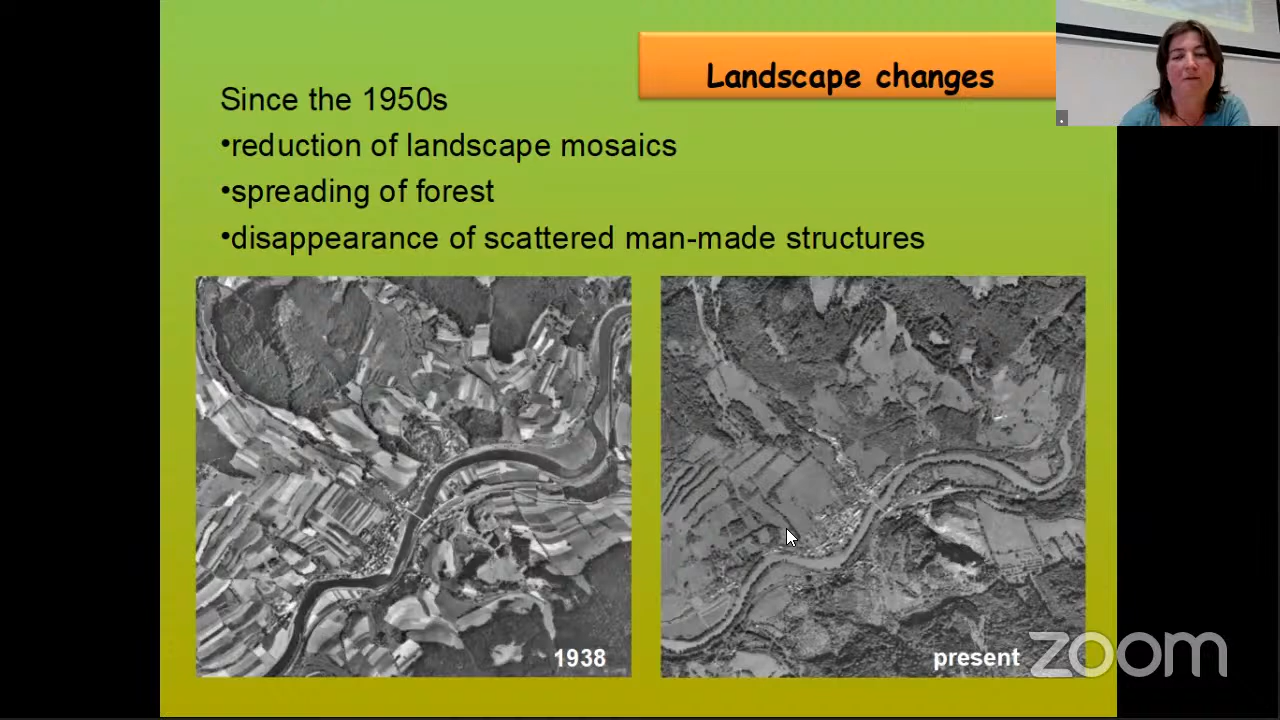 Landscape changes
Since the 1950s
•reduction of landscape mosaics
•spreading of forest
•disappearance of scattered man-made structures
1938
present
zoom